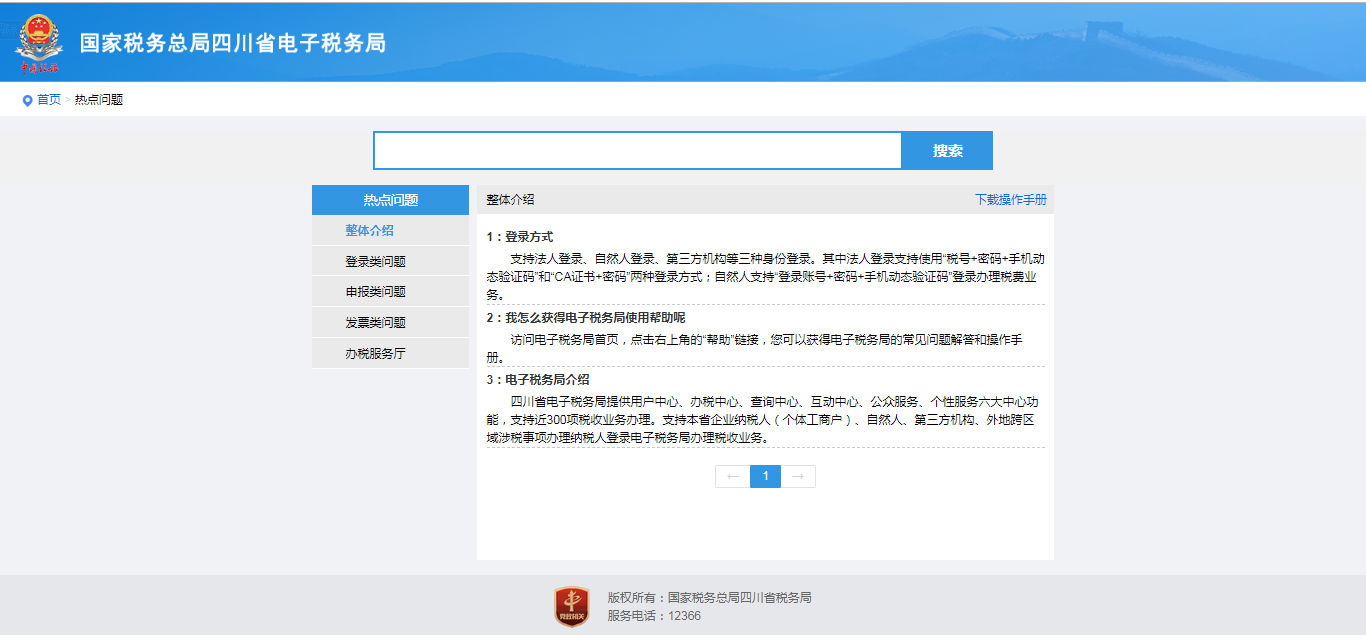 国家税务总局四川省电子税务局
中国税务
首页 > 热点问题
搜索
热点问题
整体介绍
登录类问题
申报类问题
发票类问题
办税服务厅
整体介绍
下载操作手册
1：登录方式
支持法人登录、自然人登录、第三方机构等三种身份登录。其中法人登录支持使用“税号+密码+手机动
态验证码”和“CA证书+密码”两种登录方式；自然人支持“登录账号+密码+手机动态验证码”登录办理税费业
务。
2：我怎么获得电子税务局使用帮助呢
访问电子税务局首页，点击右上角的“帮助”链接，您可以获得电子税务局的常见问题解答和操作手
册。
3：电子税务局介绍
四川省电子税务局提供用户中心、办税中心、查询中心、互动中心、公众服务、个性服务六大中心功
能，支持近300项税收业务办理。支持本省企业纳税人（个体工商户）、自然人、第三方机构、外地跨区
域涉税事项办理纳税人登录电子税务局办理税收业务。
← 1 →
党政机关
版权所有：国家税务总局四川省税务局
服务电话：12366